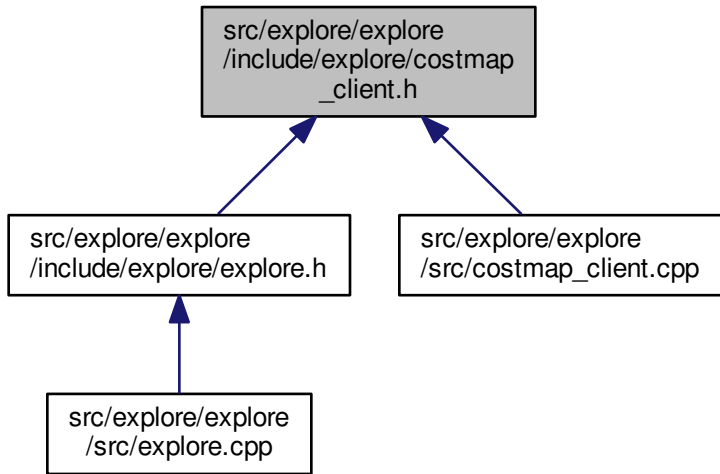 src/explore/explore
/include/explore/costmap
_client.h
src/explore/explore
/include/explore/explore.h
src/explore/explore
/src/costmap_client.cpp
src/explore/explore
/src/explore.cpp